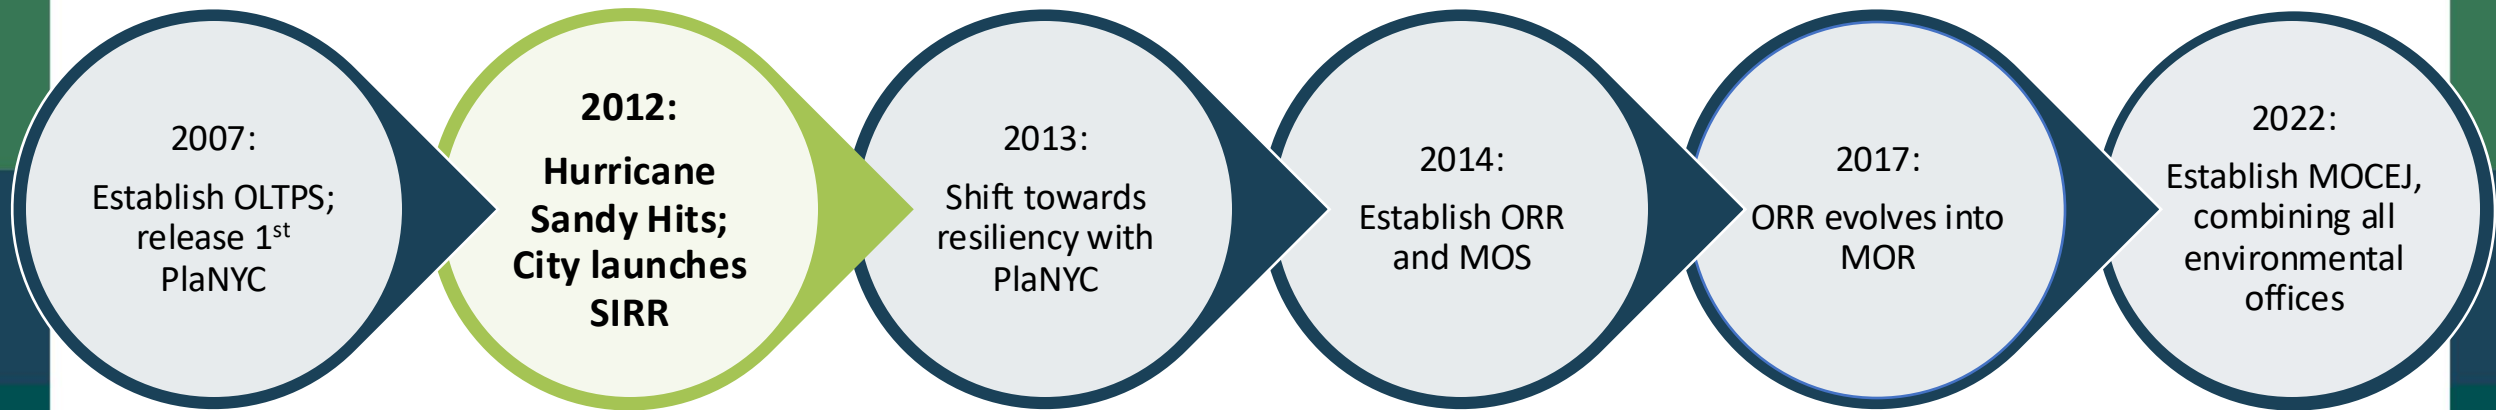 2007:
Establish OLTPS;
release 1st
PlaNYC
2012:
Hurricane
Sandy Hits;
City launches
SIRR
2013:
Shift towards
resiliency with
PlaNYC
2014:
Establish ORR
and MOS
2017:
ORR evolves into
MOR
2022:
Establish MOCEJ,
combining all
environmental
offices